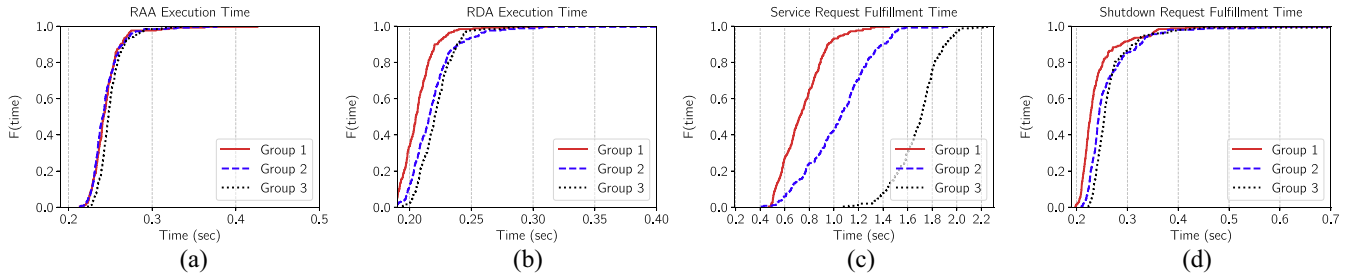 RAA Execution Time
F(time)
1.0
0.8
0.6
0.4
0.2
0.0
Group 1
Group 2
Group 3
0.2 0.3 0.4 0.5
Time (sec)
(a)
RDA Execution Time
F(time)
1.0
0.8
0.6
0.4
0.2
0.0
Group 1
Group 2
Group 3
0.20 0.25 0.30 0.35 0.40
Time (sec)
(b)
Service Request Fulfillment Time
F(time)
1.0
0.8
0.6
0.4
0.2
0.0
Group 1
Group 2
Group 3
0.2 0.4 0.6 0.8 1.0 1.2 1.4 1.6 1.8 2.0 2.2
Time (sec)
(c)
Shutdown Request Fulfillment Time
F(time)
1.0
0.8
0.6
0.4
0.2
0.0
Group 1
Group 2
Group 3
0.2 0.3 0.4 0.5 0.6 0.7
Time (sec)
(d)